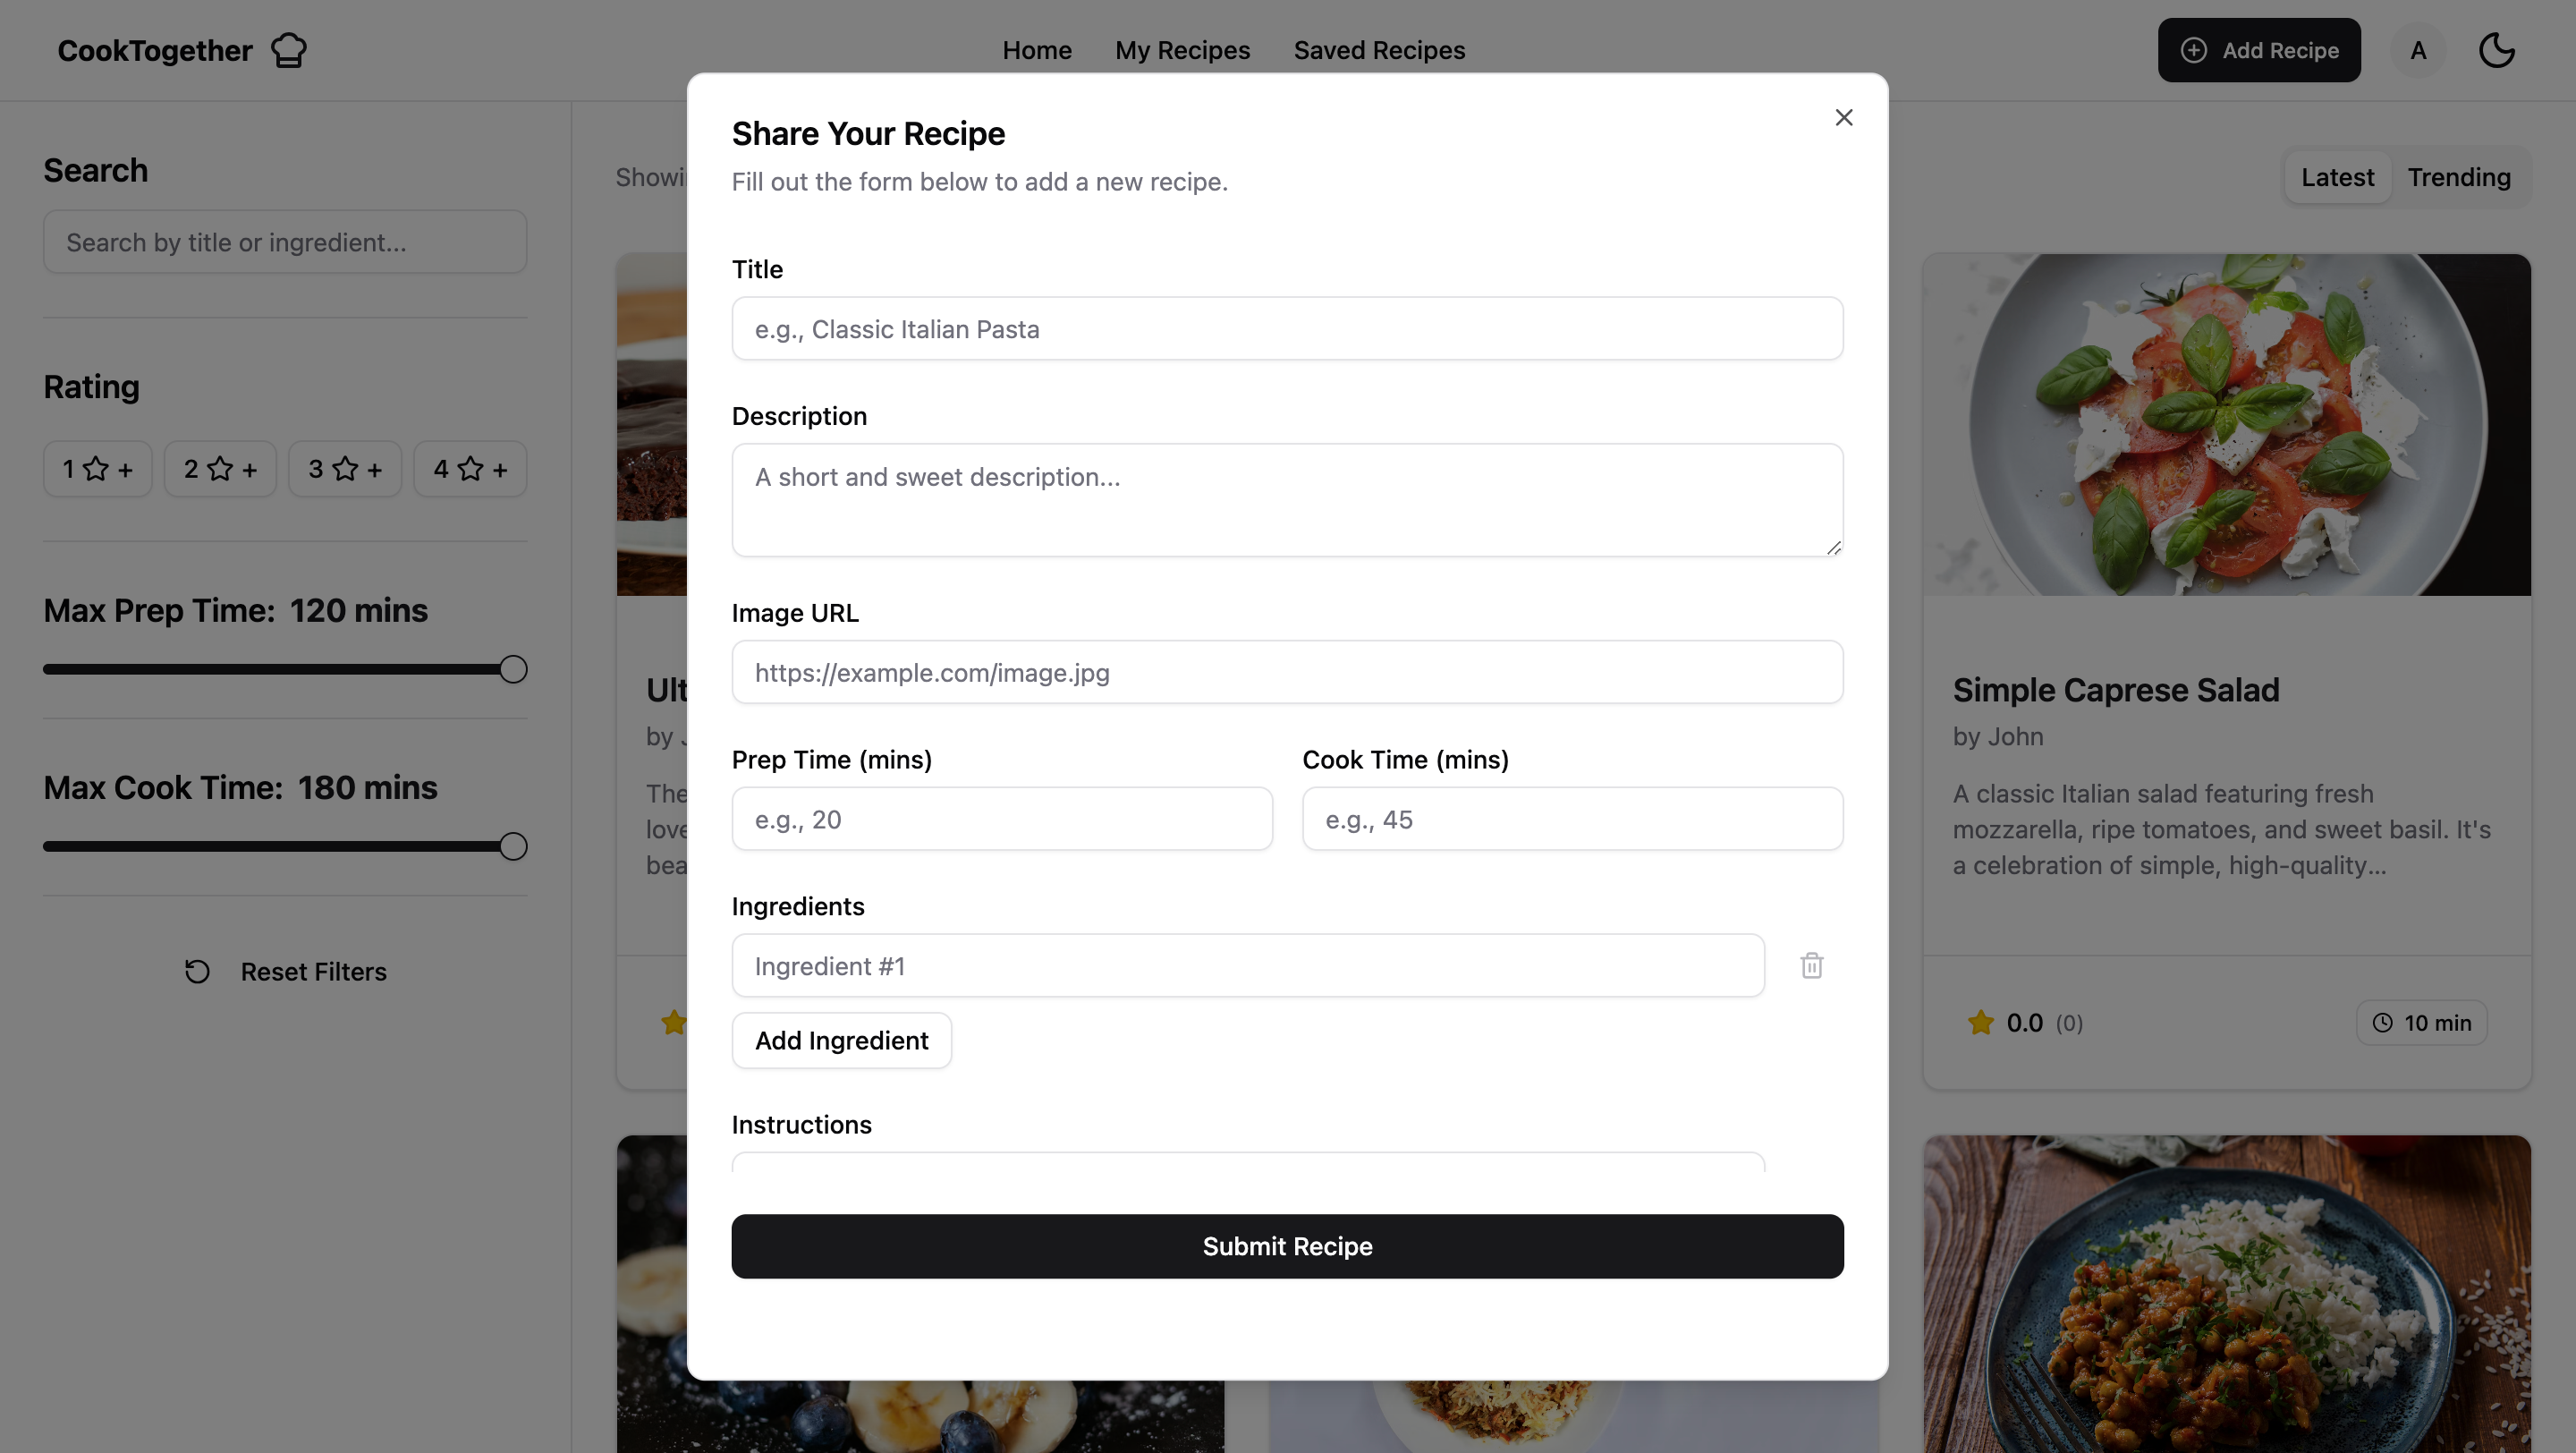 CookTogether
Home
My Recipes
Saved Recipes
Add Recipe
A
Search
Search by title or ingredient...
Rating
1 +
2 +
3 +
4 +
Max Prep Time: 120 mins
Max Cook Time: 180 mins
Reset Filters
Latest
Trending
by
The
Simple Caprese Salad
by John
A classic Italian salad featuring fresh
mozzarella, ripe tomatoes, and sweet basil. It's
a celebration of simple, high-quality...
0.0 (0)
10 min
Share Your Recipe
Fill out the form below to add a new recipe.
Title
e.g., Classic Italian Pasta
Description
A short and sweet description...
Image URL
https://example.com/image.jpg
Prep Time (mins)
e.g., 20
Cook Time (mins)
e.g., 45
Ingredients
Ingredient #1
Add Ingredient
Instructions
Submit Recipe